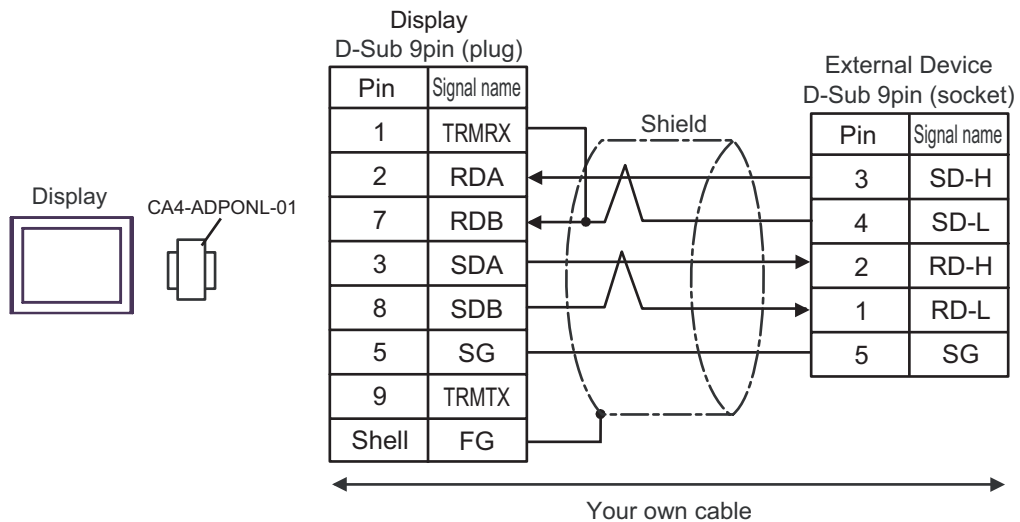 Display
D-Sub 9pin (plug)
Pin Signal name
1 TRMRX
2 RDA
7 RDB
3 SDA
8 SDB
5 SG
9 TRMTX
Shell FG
Shield
External Device
D-Sub 9pin (socket)
Pin Signal name
3 SD-H
4 SD-L
2 RD-H
1 RD-L
5 SG
Display
CA4-ADPONL-01
Your own cable